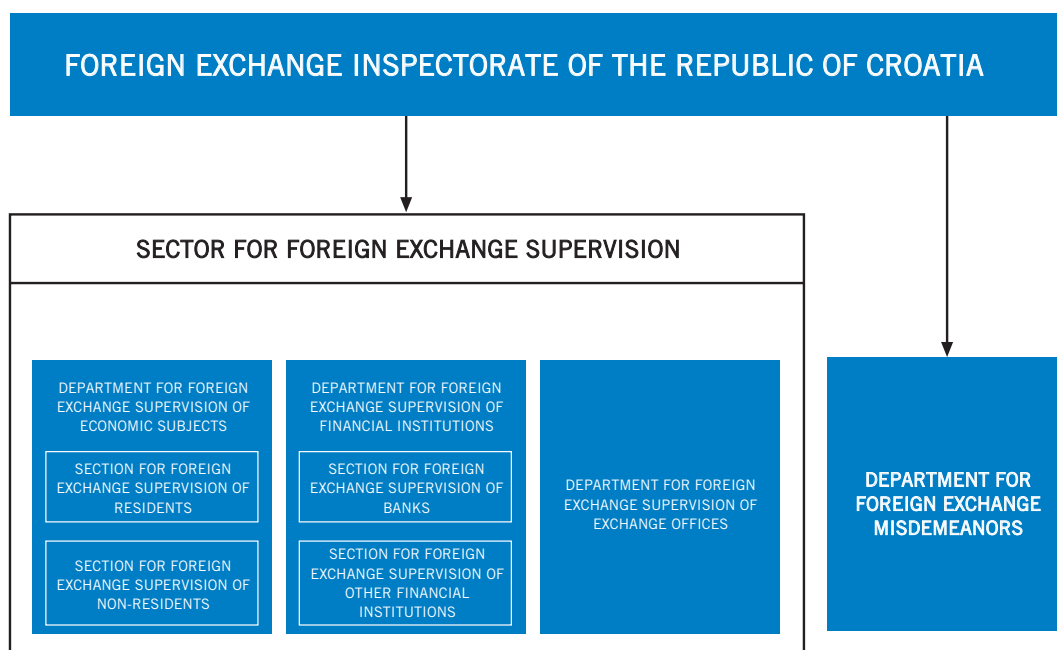 FOREIGN EXCHANGE INSPECTORATE OF THE REPUBLIC OF CROATIA
SECTOR FOR FOREIGN EXCHANGE SUPERVISION
DEPARTMENT FOR FOREIGN
EXCHANGE SUPERVISION OF
ECONOMIC SUBJECTS
SECTION FOR FOREIGN
EXCHANGE SUPERVISION OF
RESIDENTS
SECTION FOR FOREIGN
EXCHANGE SUPERVISION OF
NON-RESIDENTS
DEPARTMENT FOR FOREIGN
EXCHANGE SUPERVISION OF
FINANCIAL INSTITUTIONS
SECTION FOR FOREIGN
EXCHANGE SUPERVISION OF
BANKS
SECTION FOR FOREIGN
EXCHANGE SUPERVISION OF
OTHER FINANCIAL
INSTITUTIONS
DEPARTMENT FOR FOREIGN
EXCHANGE SUPERVISION OF
EXCHANGE OFFICES
DEPARTMENT FOR
FOREIGN EXCHANGE
MISDEMEANORS